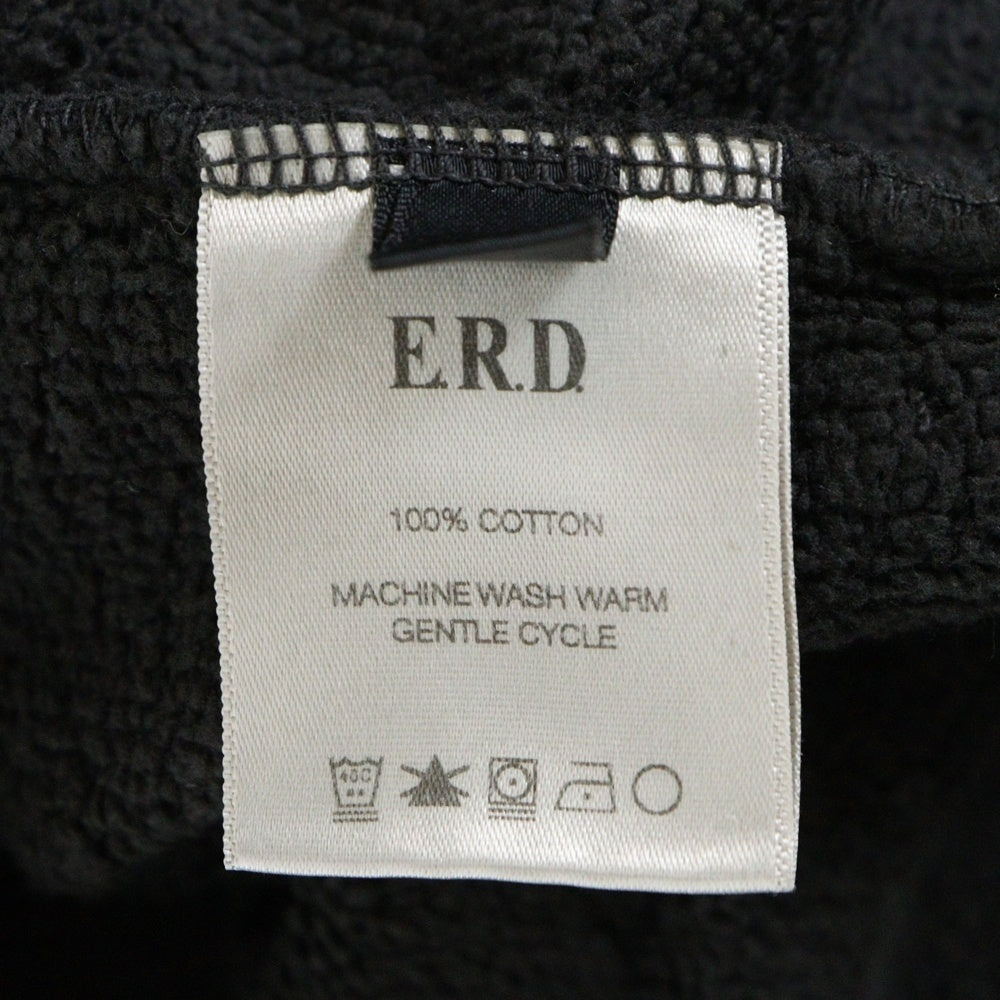 E.R.D.
100% COTTON
MACHINE WASH WARM
GENTLE CYCLE
40C